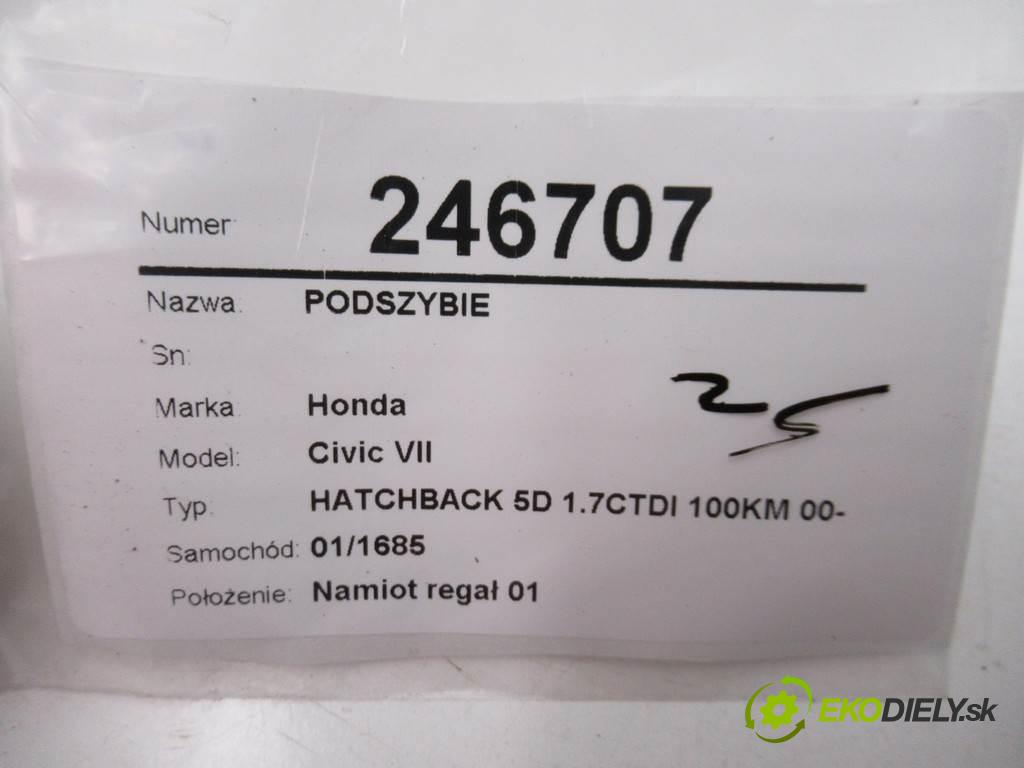 Numer: 246707
Nazwa: PODSZYBIE
Sn:
Marka Honda
25
Model: Civic VII
Typ: HATCHBACK 5D 1.7CTDI 100KM 00-
Samochód: 01/1685
Położenie: Namiot regał 01
EKODIELY.sk